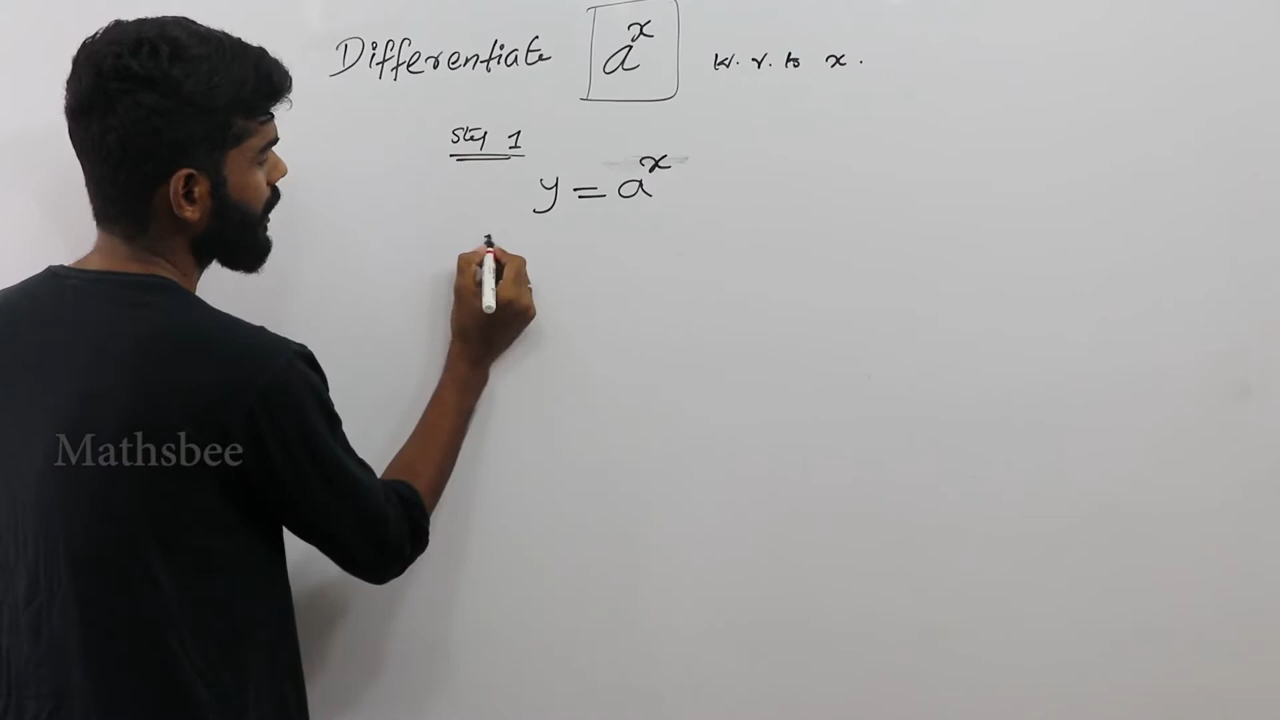 Differentiate a^x w. r. to x .
Step 1
y = a^x
Mathsbee